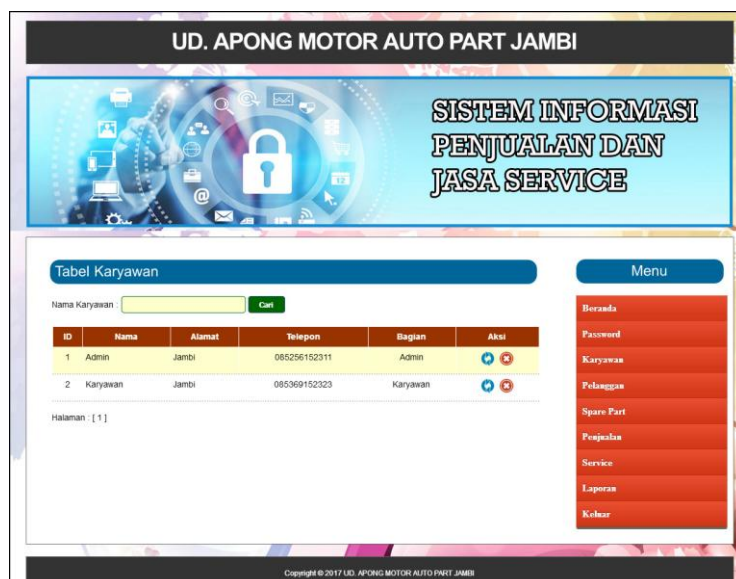 UD. APONG MOTOR AUTO PART JAMBI
SISTEM INFORMASI
PENJUALAN DAN
JASA SERVICE
12
@
Tabel Karyawan
Nama Karyawan :
Cari
ID Nama Alamat Telepon Bagian Aksi
1 Admin Jambi 085256152311 Admin
2 Karyawan Jambi 085369152323 Karyawan
Halaman : [ 1 ]
Menu
Beranda
Password
Karyawan
Pelanggan
Spare Part
Penjualan
Service
Laporan
Keluar
Copyright © 2017 UD. APONG MOTOR AUTO PART JAMBI